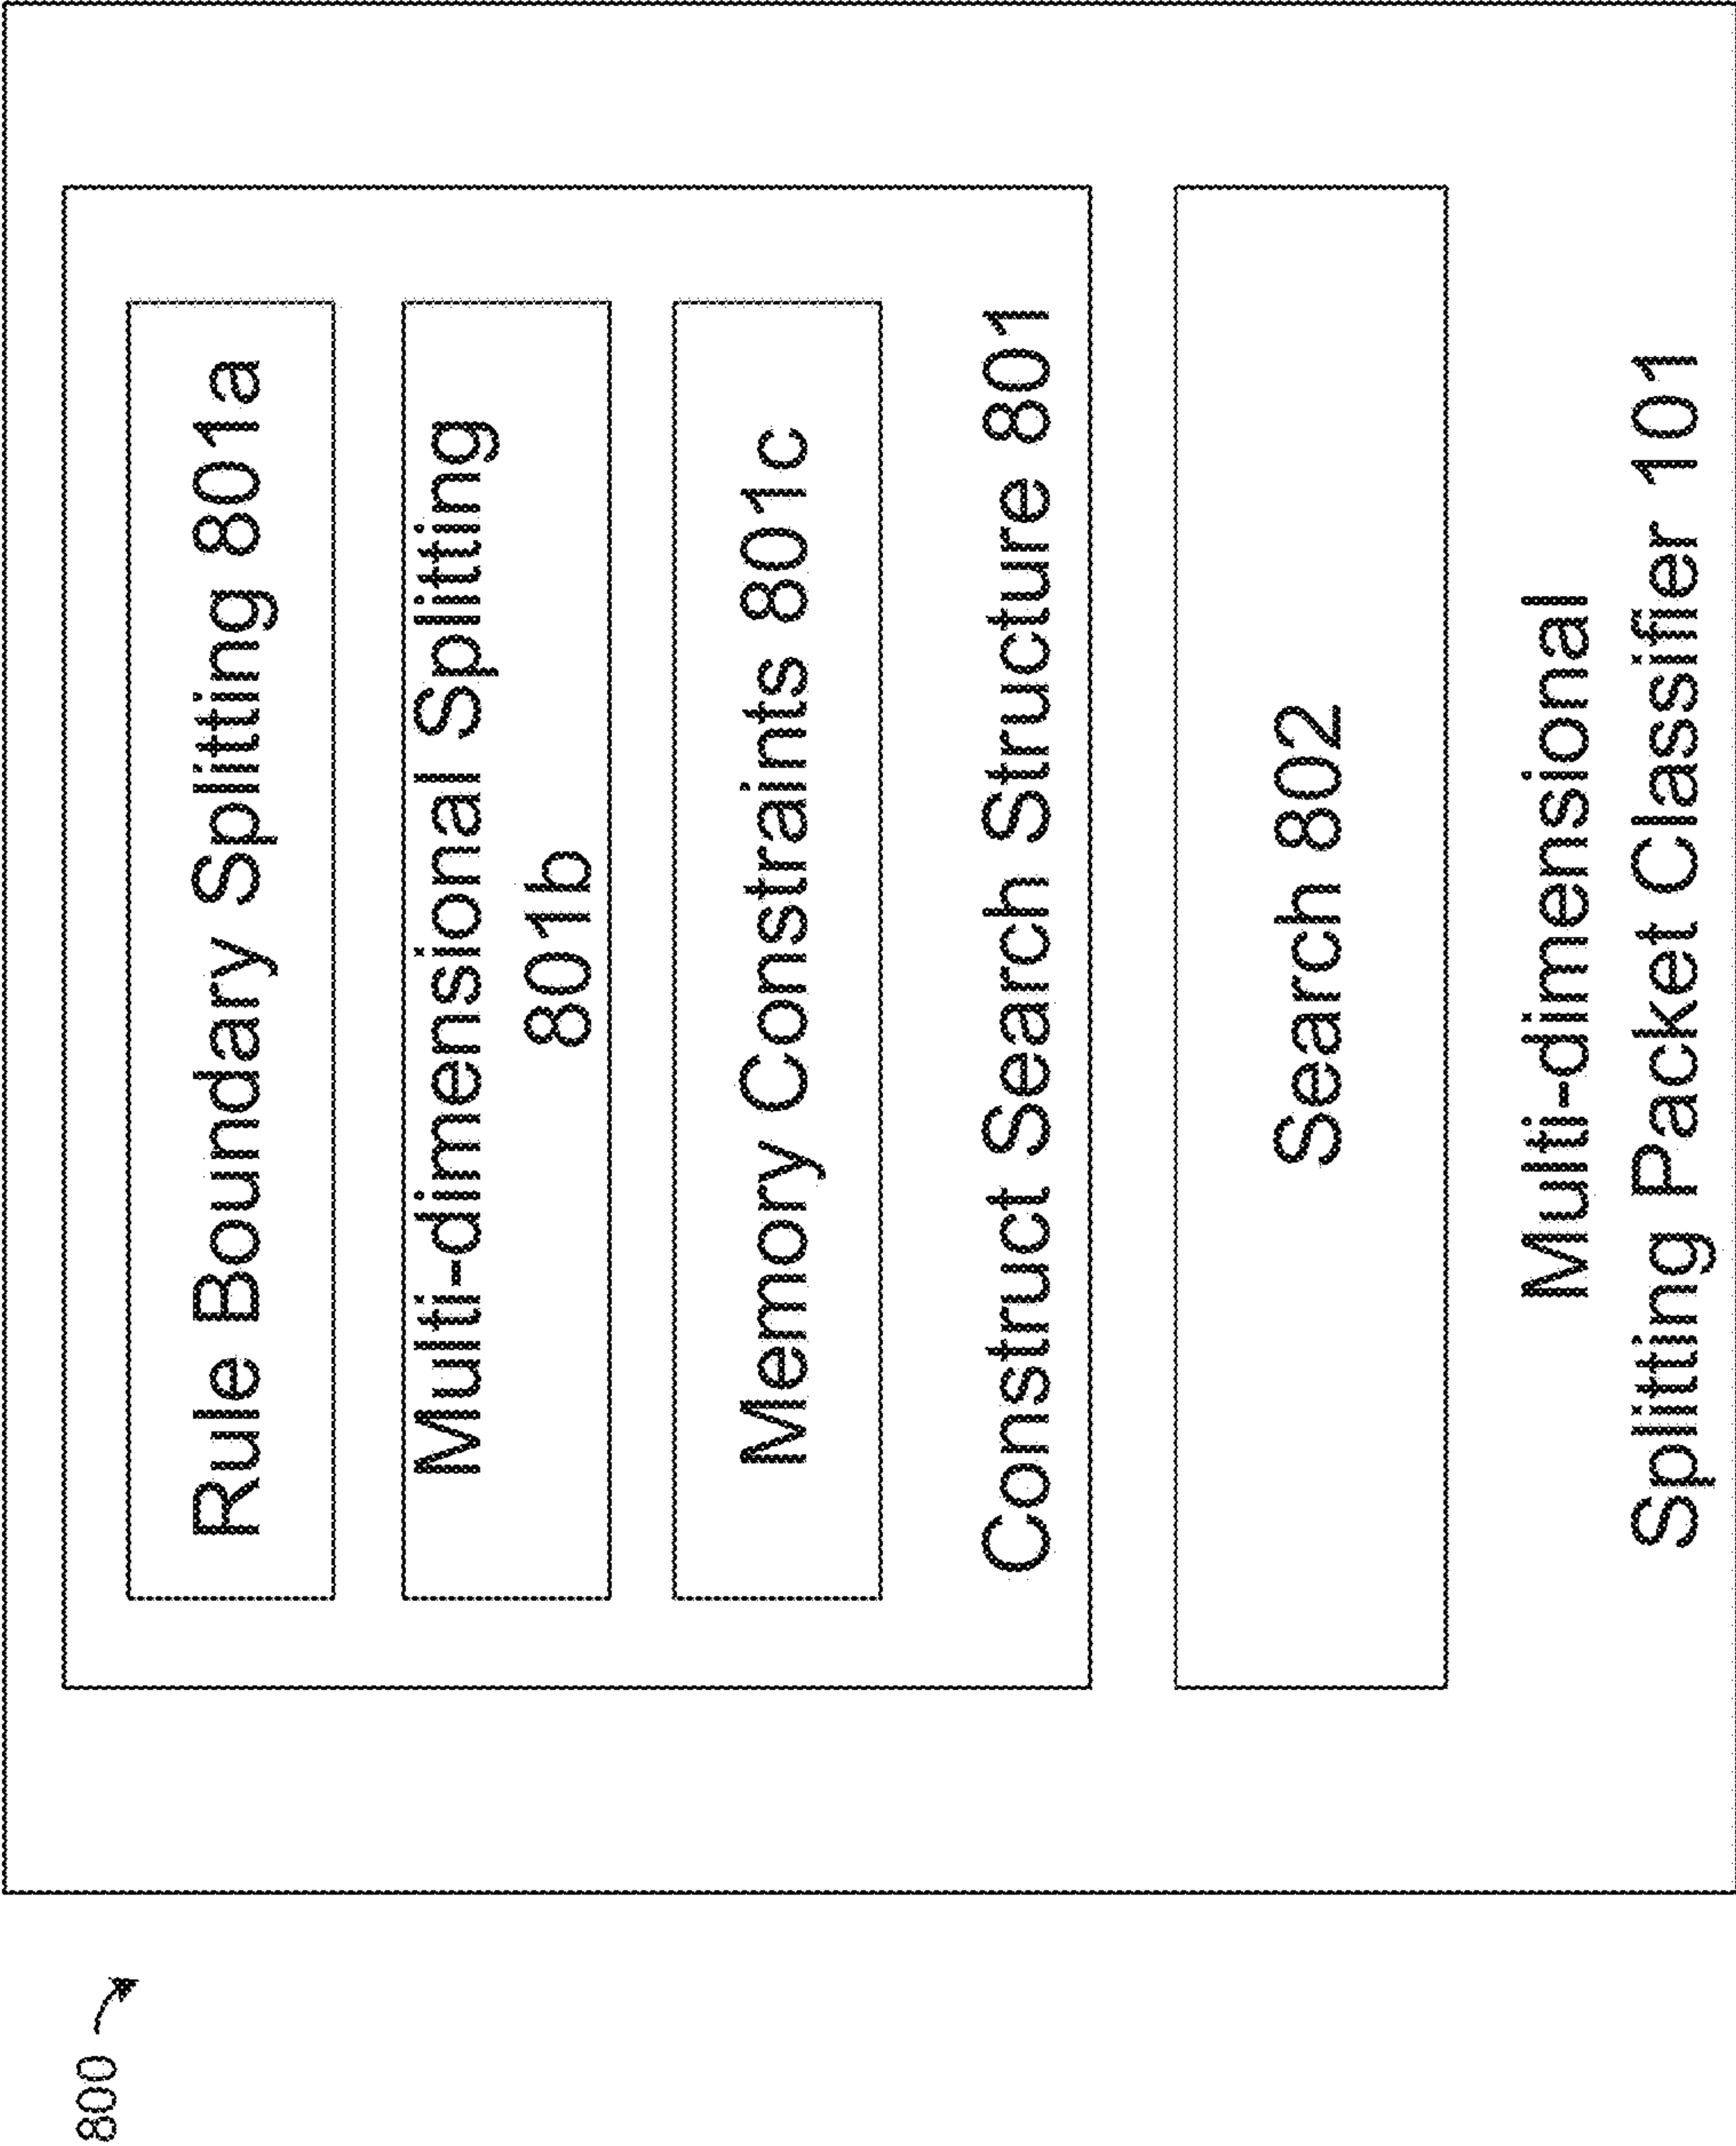 800
Rule Boundary Splitting 801a
Multi-dimensional Splitting
801b
Memory Constraints 801c
Construct Search Structure 801
Search 802
Multi-dimensional
Splitting Packet Classifier 101